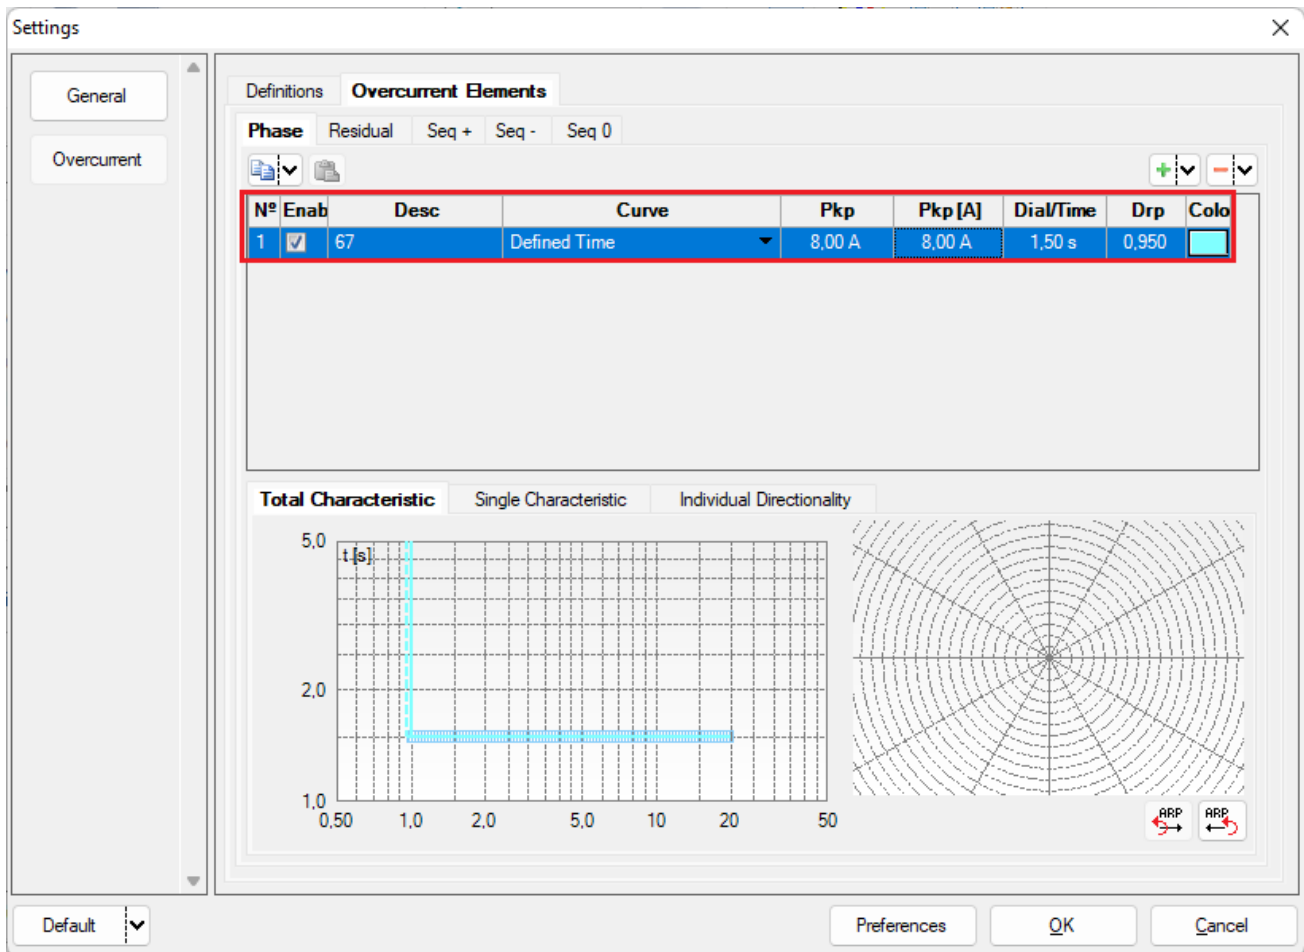 Settings
General
Overcurrent
Definitions Overcurrent Elements
Phase Residual Seq + Seq - Seq 0
Nº Enab Desc Curve Pkp Pkp [A] Dial/Time Drp Colo
1 67 Defined Time 8,00 A 8,00 A 1,50 s 0,950
Total Characteristic Single Characteristic Individual Directionality
5,0
t [s]
2,0
1,0
0,50 1,0 2,0 5,0 10 20 50
ARP ARP
Default Preferences OK Cancel